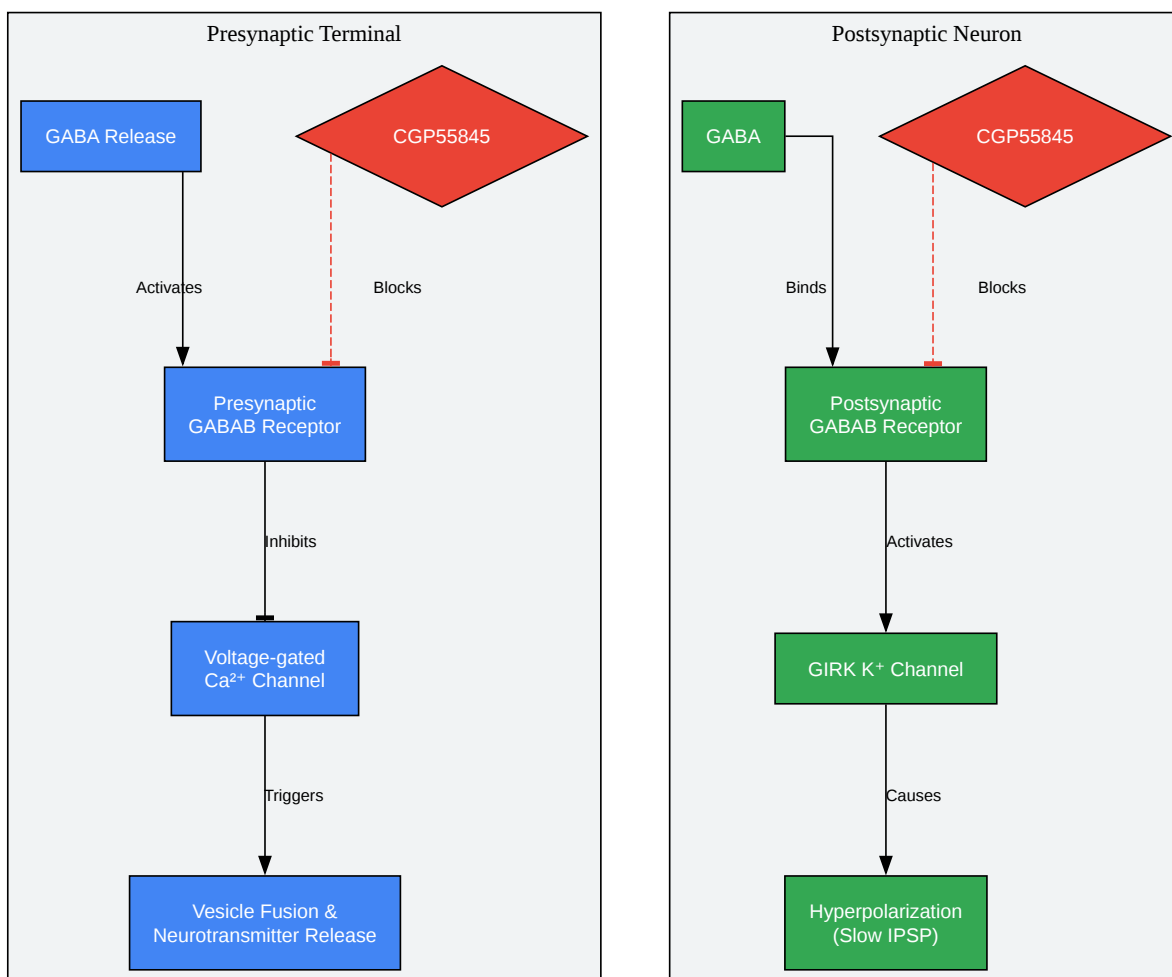 Presynaptic Terminal
GABA Release
CGP55845
Activates
Blocks
Presynaptic
GABAB Receptor
Inhibits
Voltage-gated
Ca²⁺ Channel
Triggers
Vesicle Fusion &
Neurotransmitter Release
Postsynaptic Neuron
GABA
CGP55845
Binds
Blocks
Postsynaptic
GABAB Receptor
Activates
GIRK K⁺ Channel
Causes
Hyperpolarization
(Slow IPSP)